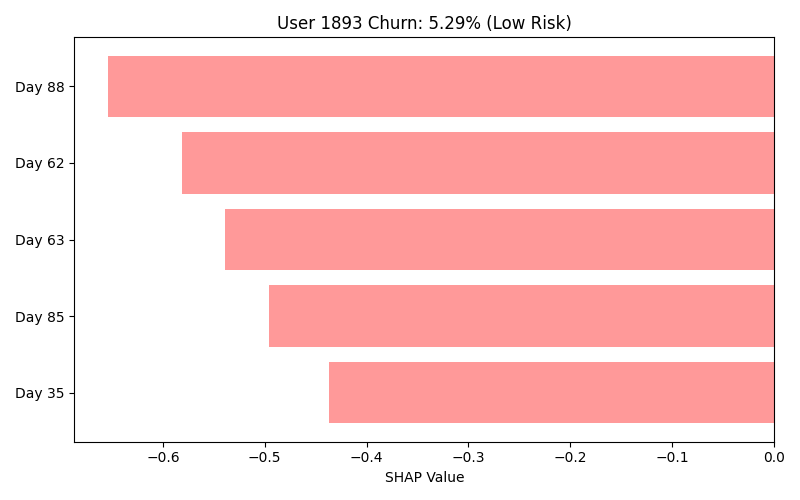 User 1893 Churn: 5.29% (Low Risk)
Day 88
Day 62
Day 63
Day 85
Day 35
−0.6 −0.5 −0.4 −0.3 −0.2 −0.1 0.0
SHAP Value